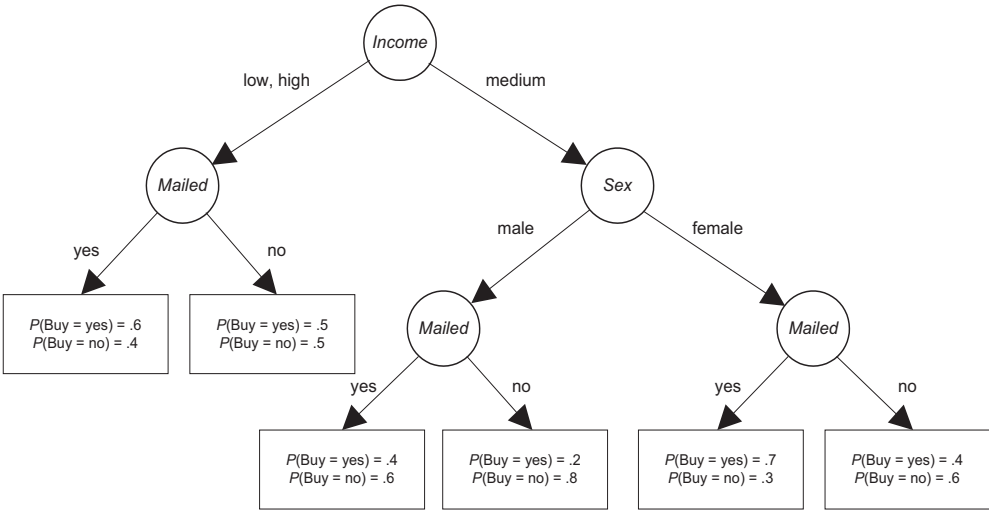 Income
low, high
medium
Mailed
Sex
yes
no
male
female
P(Buy = yes) = .6
P(Buy = no) = .4
P(Buy = yes) = .5
P(Buy = no) = .5
Mailed
Mailed
yes
no
yes
no
P(Buy = yes) = .4
P(Buy = no) = .6
P(Buy = yes) = .2
P(Buy = no) = .8
P(Buy = yes) = .7
P(Buy = no) = .3
P(Buy = yes) = .4
P(Buy = no) = .6